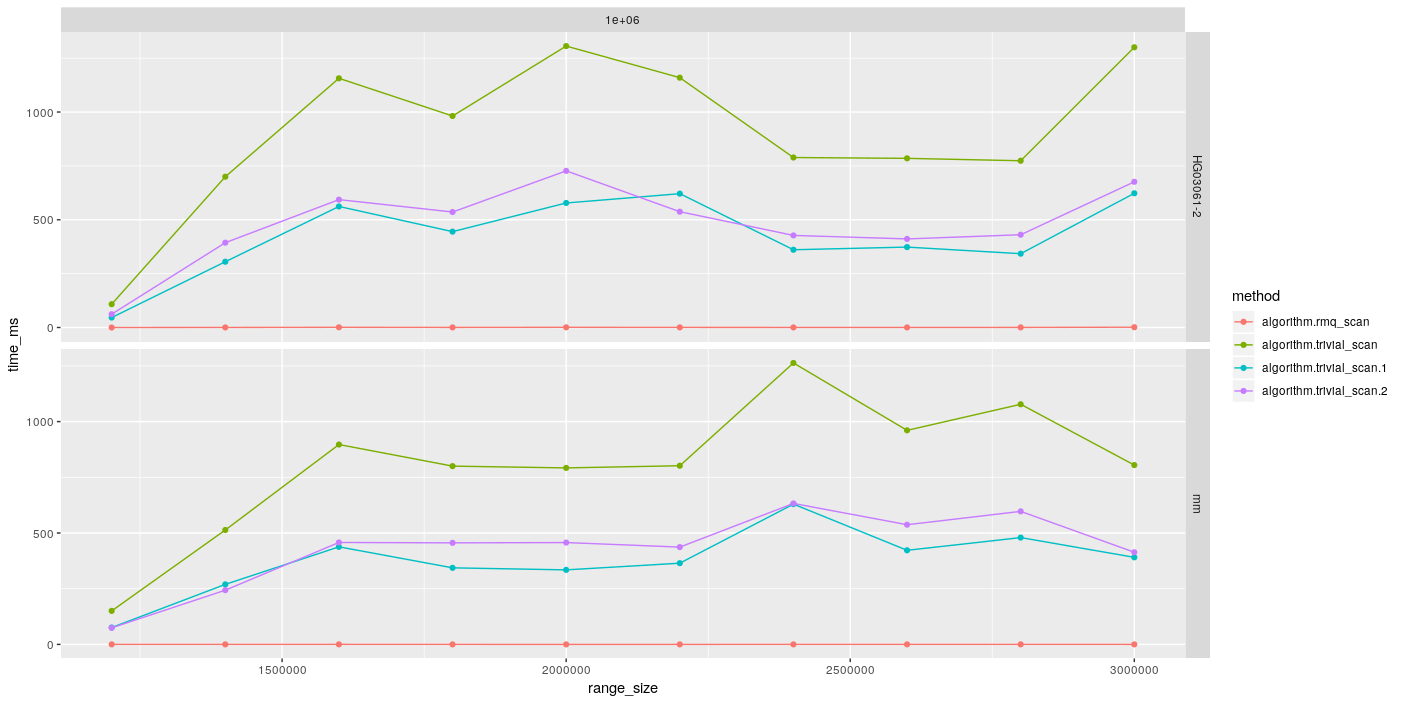 1e+06
1000
500
0
HG03061-2
time_ms
1000
500
0
mm
1500000
2000000
2500000
3000000
range_size
method
algorithm.rmq_scan
algorithm.trivial_scan
algorithm.trivial_scan.1
algorithm.trivial_scan.2